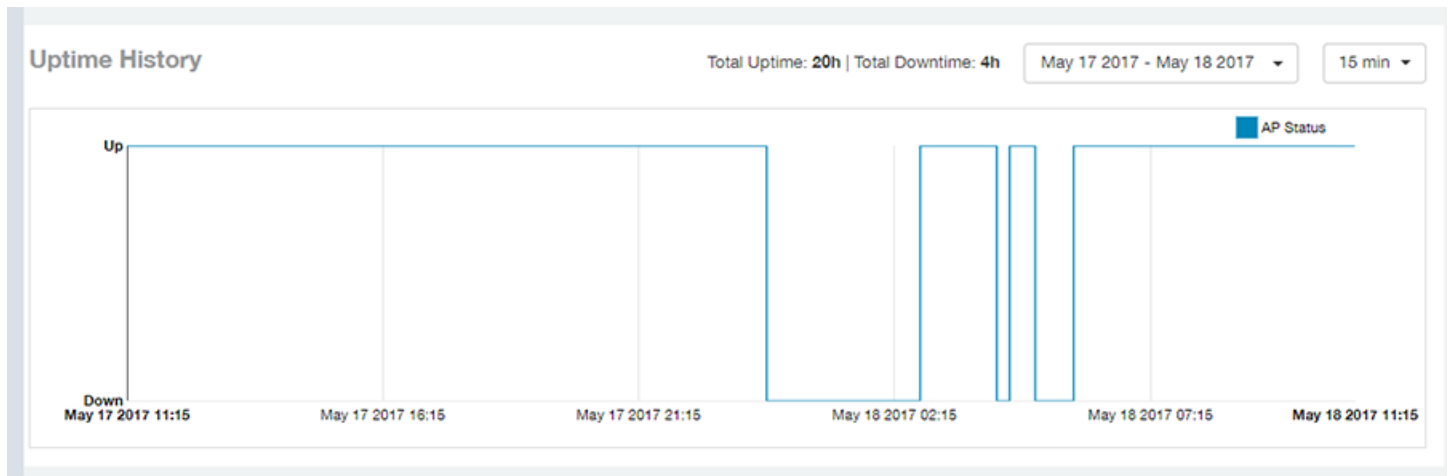 Uptime History
Total Uptime: 20h | Total Downtime: 4h
May 17 2017 - May 18 2017
15 min
AP Status
Up
Down
May 17 2017 11:15
May 17 2017 16:15
May 17 2017 21:15
May 18 2017 02:15
May 18 2017 07:15
May 18 2017 11:15